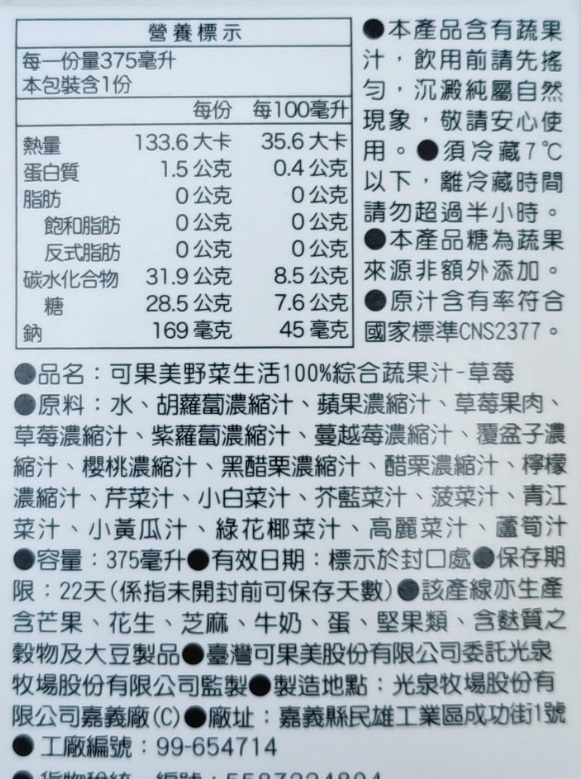 營養標示
每一份量375毫升
本包裝含1份
每份 每100毫升
熱量 133.6 大卡 35.6 大卡
蛋白質 1.5 公克 0.4 公克
脂肪 0 公克 0 公克
飽和脂肪 0 公克 0 公克
反式脂肪 0 公克 0 公克
碳水化合物 31.9 公克 8.5 公克
糖 28.5 公克 7.6 公克
鈉 169 毫克 45 毫克
●本產品含有蔬果
汁，飲用前請先搖
勻，沉澱純屬自然
現象，敬請安心使
用。●須冷藏7℃
以下，離冷藏時間
請勿超過半小時。
●本產品糖為蔬果
來源非額外添加。
●原汁含有率符合
國家標準CNS2377。
●品名：可果美野菜生活100%綜合蔬果汁-草莓
●原料：水、胡蘿蔔濃縮汁、蘋果濃縮汁、草莓果肉、
草莓濃縮汁、紫蘿蔔濃縮汁、蔓越莓濃縮汁、覆盆子濃
縮汁、櫻桃濃縮汁、黑醋栗濃縮汁、醋栗濃縮汁、檸檬
濃縮汁、芹菜汁、小白菜汁、芥藍菜汁、菠菜汁、青江
菜汁、小黃瓜汁、綠花椰菜汁、高麗菜汁、蘆筍汁
●容量：375毫升●有效日期：標示於封口處●保存期
限：22天(係指未開封前可保存天數)●該產線亦生產
含芒果、花生、芝麻、牛奶、蛋、堅果類、含麩質之
穀物及大豆製品●臺灣可果美股份有限公司委託光泉
牧場股份有限公司監製●製造地點：光泉牧場股份有
限公司嘉義廠(C)●廠址：嘉義縣民雄工業區成功街1號
●工廠編號：99-654714